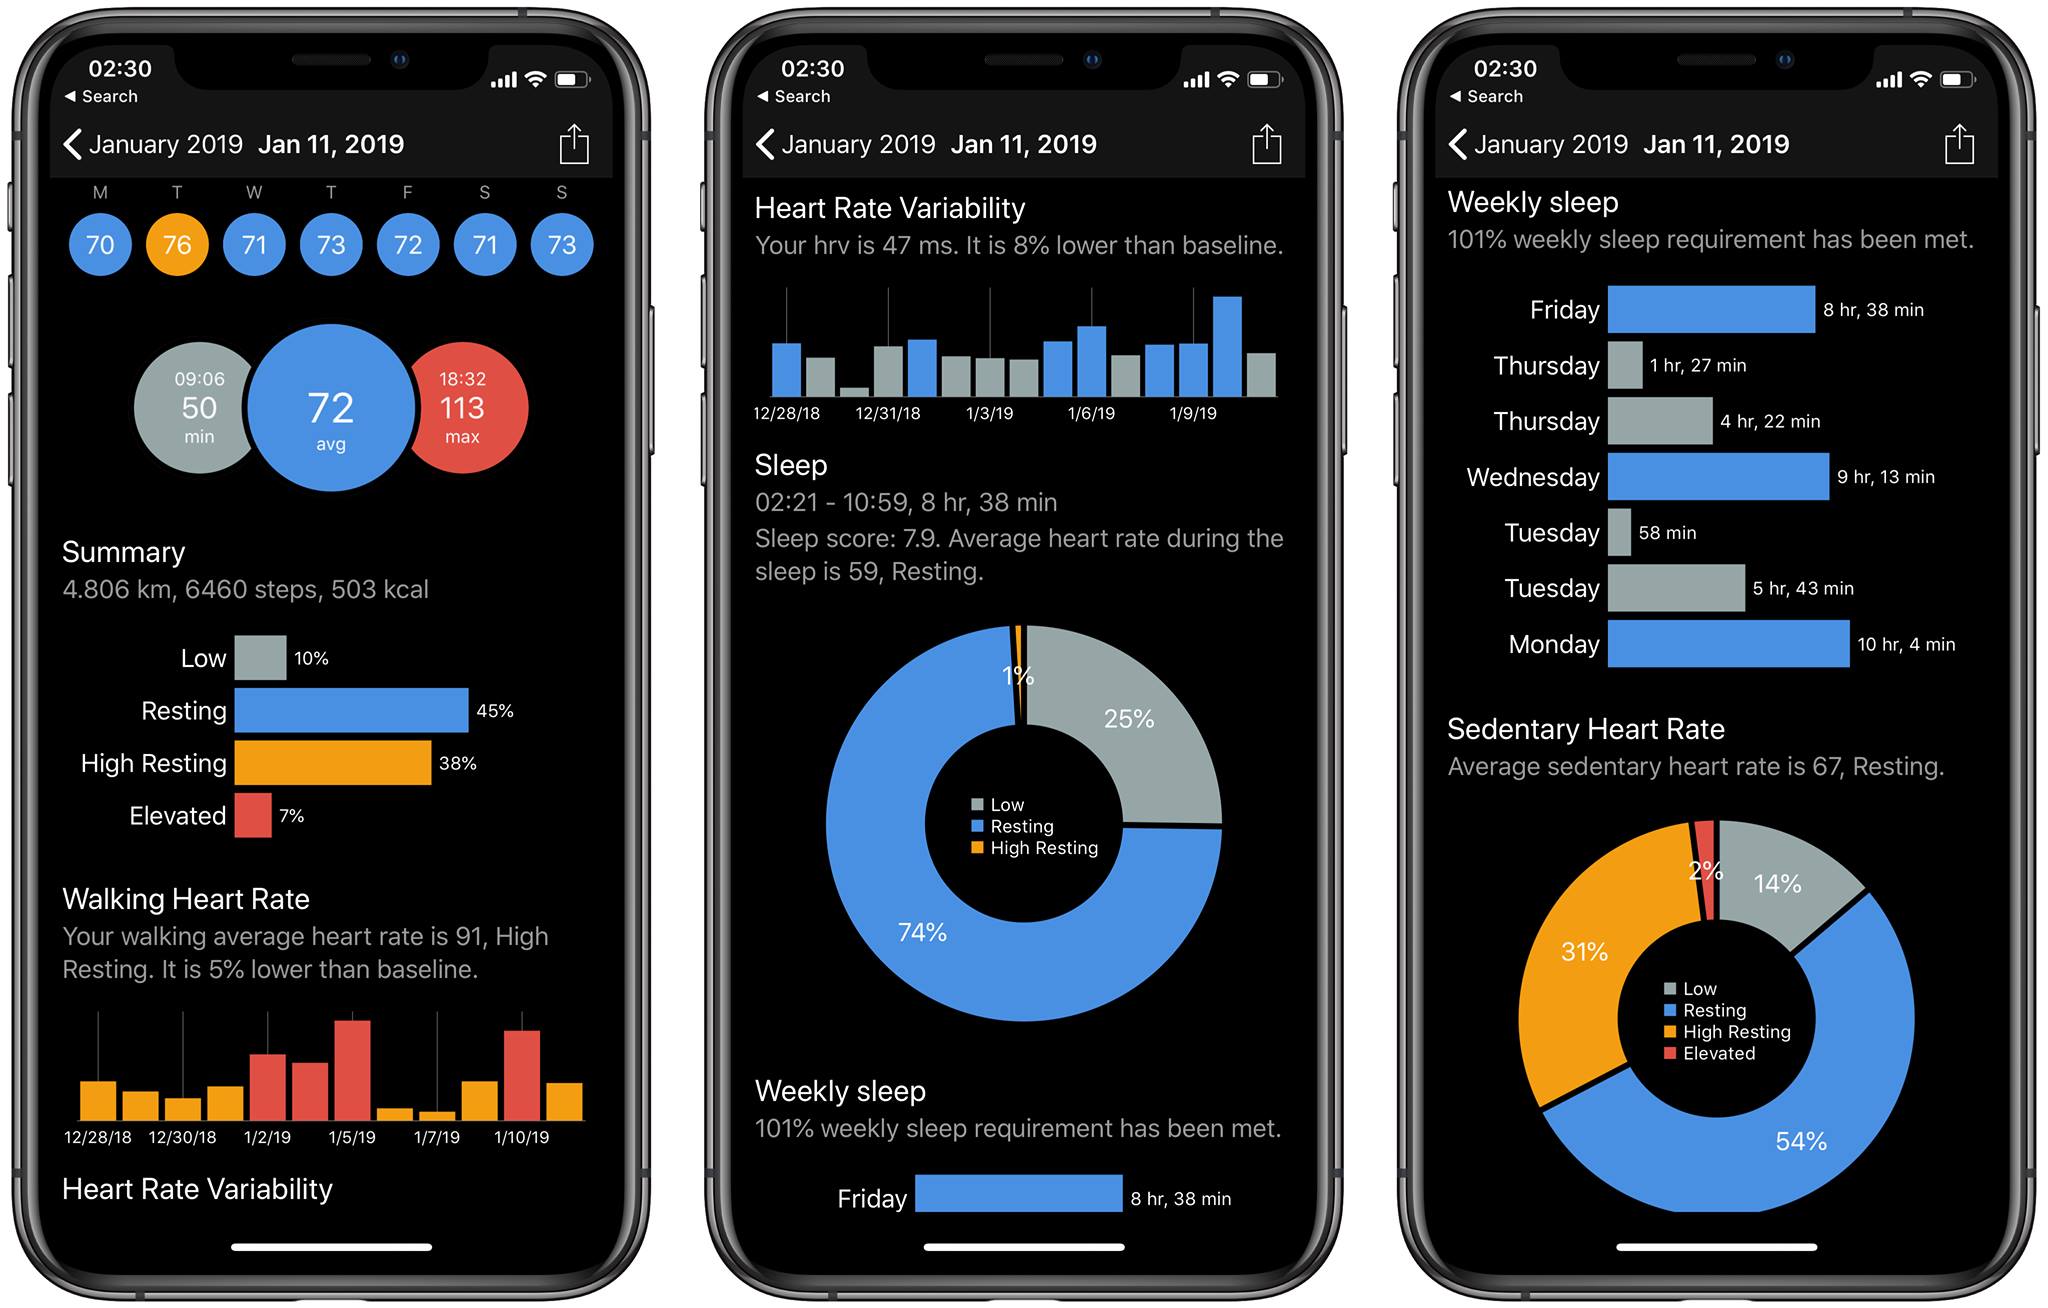 02:30
Search
January 2019 Jan 11, 2019
M T W T F S S
70 76 71 73 72 71 73
09:06
50
min
72
avg
18:32
113
max
Summary
4.806 km, 6460 steps, 503 kcal
Low 10%
Resting 45%
High Resting 38%
Elevated 7%
Walking Heart Rate
Your walking average heart rate is 91, High
Resting. It is 5% lower than baseline.
12/28/18 12/30/18 1/2/19 1/5/19 1/7/19 1/10/19
Heart Rate Variability
02:30
Search
January 2019 Jan 11, 2019
Heart Rate Variability
Your hrv is 47 ms. It is 8% lower than baseline.
12/28/18 12/31/18 1/3/19 1/6/19 1/9/19
Sleep
02:21 - 10:59, 8 hr, 38 min
Sleep score: 7.9. Average heart rate during the
sleep is 59, Resting.
1%
25%
Low
Resting
High Resting
74%
Weekly sleep
101% weekly sleep requirement has been met.
Friday 8 hr, 38 min
02:30
Search
January 2019 Jan 11, 2019
Weekly sleep
101% weekly sleep requirement has been met.
Friday 8 hr, 38 min
Thursday 1 hr, 27 min
Thursday 4 hr, 22 min
Wednesday 9 hr, 13 min
Tuesday 58 min
Tuesday 5 hr, 43 min
Monday 10 hr, 4 min
Sedentary Heart Rate
Average sedentary heart rate is 67, Resting.
2%
14%
31%
Low
Resting
High Resting
Elevated
54%